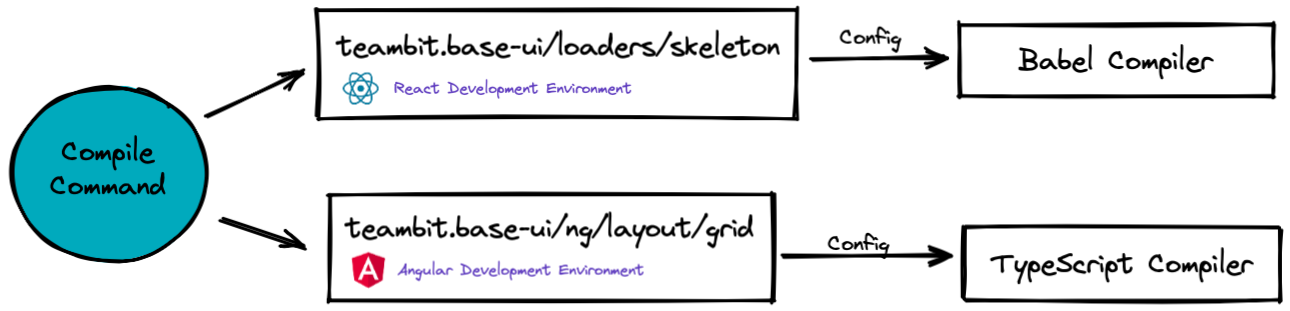 Compile
Command
teambit.base-ui/loaders/skeleton
React Development Environment
Config
Babel Compiler
teambit.base-ui/ng/layout/grid
Angular Development Environment
Config
TypeScript Compiler